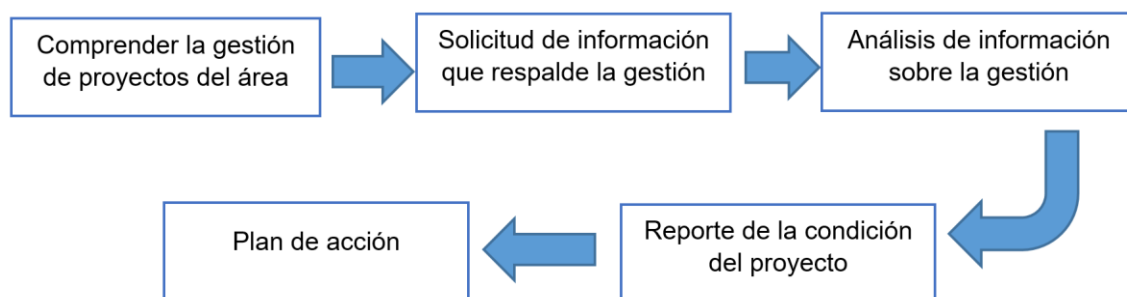 Comprender la gestión
de proyectos del área
Solicitud de información
que respalde la gestión
Análisis de información
sobre la gestión
Reporte de la condición
del proyecto
Plan de acción